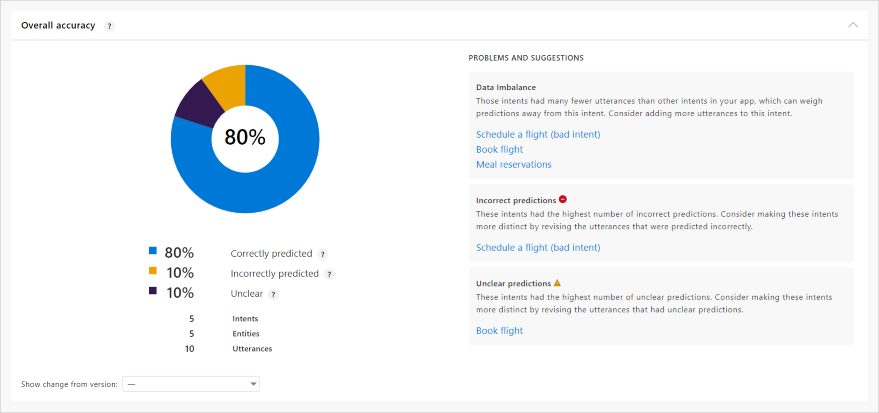 Overall accuracy ?
80%
80% Correctly predicted ?
10% Incorrectly predicted ?
10% Unclear ?
5 Intents
5 Entities
10 Utterances
Show change from version: —
PROBLEMS AND SUGGESTIONS
Data Imbalance
Those intents had many fewer utterances than other intents in your app, which can weigh
predictions away from this intent. Consider adding more utterances to this intent.
Schedule a flight (bad intent)
Book flight
Meal reservations
Incorrect predictions
These intents had the highest number of incorrect predictions. Consider making these intents
more distinct by revising the utterances that were predicted incorrectly.
Schedule a flight (bad intent)
Unclear predictions
These intents had the highest number of unclear predictions. Consider making these intents
more distinct by revising the utterances that had unclear predictions.
Book flight